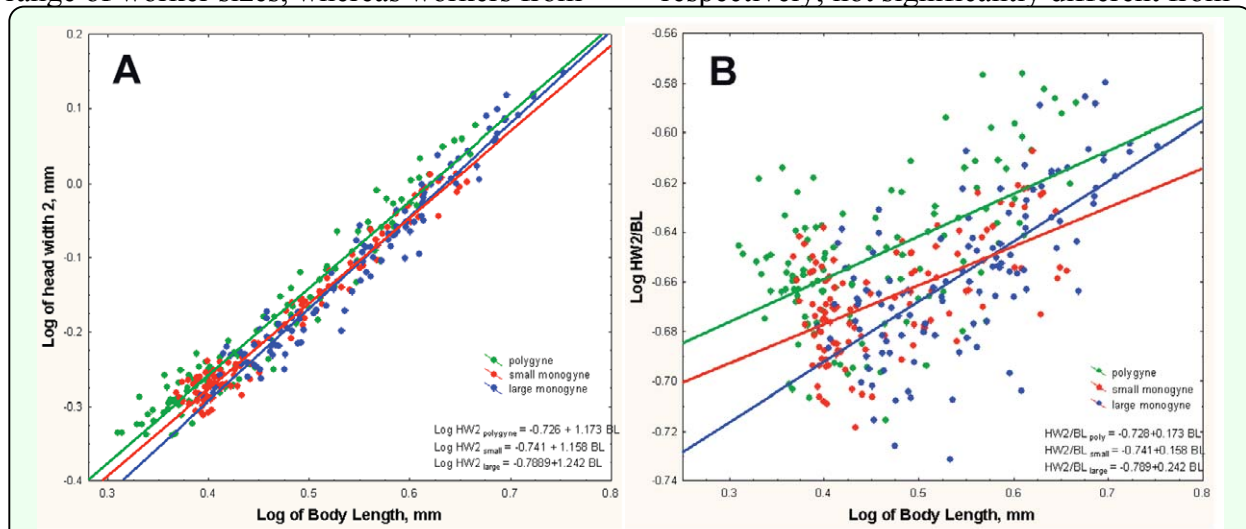 range of worker sizes, whereas workers from
respectively, not significantly different from
A
0.2
0.1
0.0
-0.1
-0.2
-0.3
-0.4
Log of head width 2, mm
polygyne
small monogyne
large monogyne
Log HW2 polygyne = -0.726 + 1.173 BL
Log HW2 small = -0.741 + 1.158 BL
Log HW2 large = -0.7889+1.242 BL
0.3 0.4 0.5 0.6 0.7 0.8
Log of Body Length, mm
B
-0.56
-0.58
-0.60
-0.62
-0.64
-0.66
-0.68
-0.70
-0.72
-0.74
Log HW2/BL
polygyne
small monogyne
large monogyne
HW2/BL poly = -0.728+0.173 BL
HW2/BL small = -0.741+0.158 BL
HW2/BL large = -0.789+0.242 BL
0.3 0.4 0.5 0.6 0.7 0.8
Log of Body Length, mm